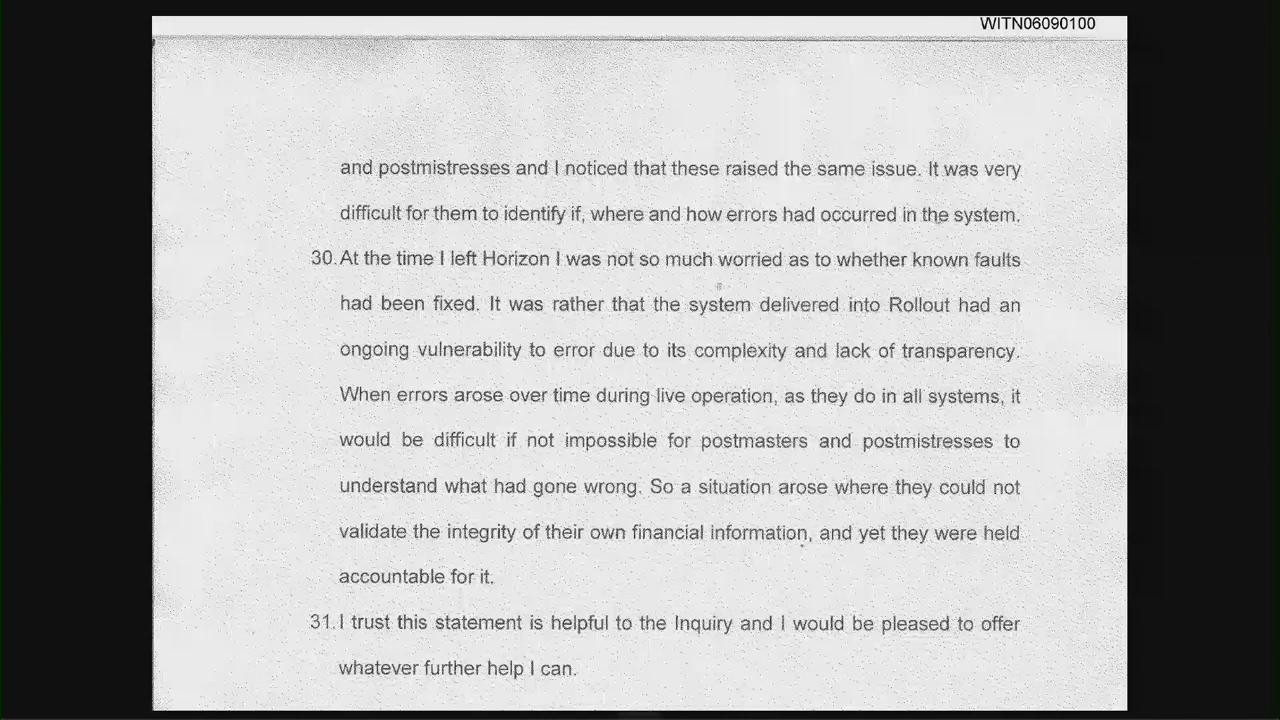 WITN06090100
and postmistresses and I noticed that these raised the same issue. It was very
difficult for them to identify if, where and how errors had occurred in the system.
30. At the time I left Horizon I was not so much worried as to whether known faults
had been fixed. It was rather that the system delivered into Rollout had an
ongoing vulnerability to error due to its complexity and lack of transparency.
When errors arose over time during live operation, as they do in all systems, it
would be difficult if not impossible for postmasters and postmistresses to
understand what had gone wrong. So a situation arose where they could not
validate the integrity of their own financial information, and yet they were held
accountable for it.
31. I trust this statement is helpful to the Inquiry and I would be pleased to offer
whatever further help I can.